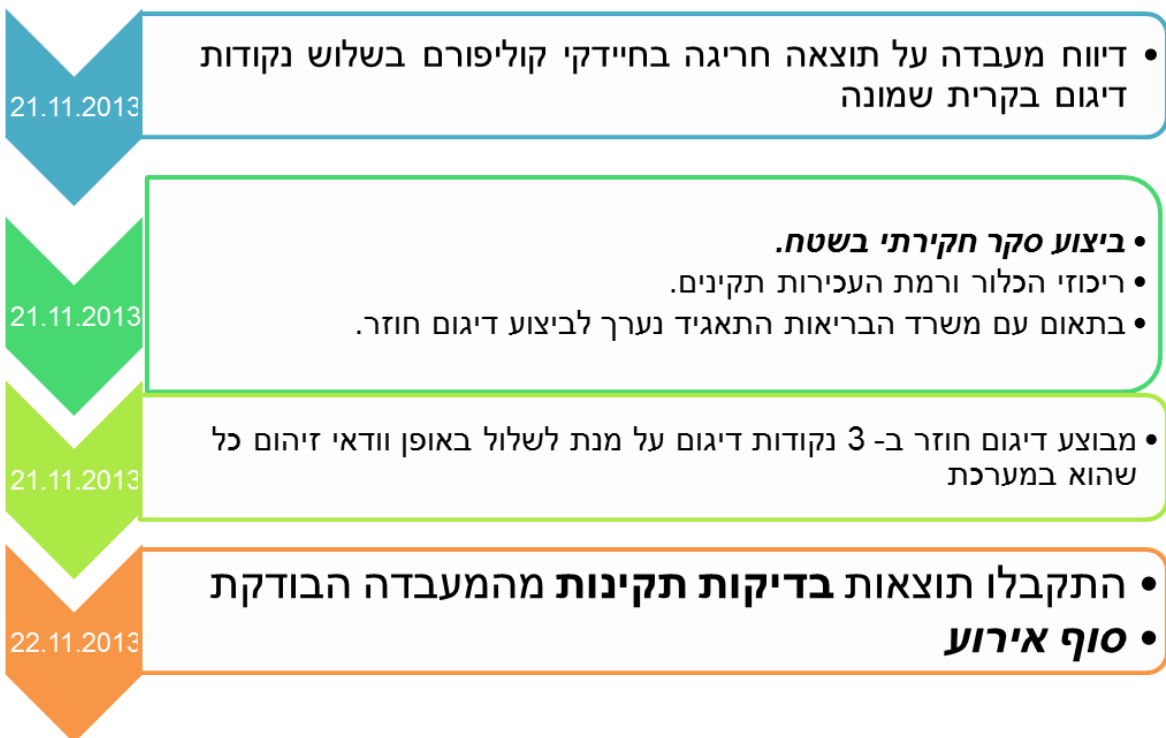 21.11.2013
• דיווח מעבדה על תוצאה חריגה בחיידקי קוליפורם בשלוש נקודות
דיגום בקרית שמונה
21.11.2013
• ביצוע סקר חקירתי בשטח.
• ריכוזי הכלור ורמת העכירות תקינים.
• בתאום עם משרד הבריאות התאגיד נערך לביצוע דיגום חוזר.
21.11.2013
• מבוצע דיגום חוזר ב- 3 נקודות דיגום על מנת לשלול באופן וודאי זיהום כל
שהוא במערכת
22.11.2013
• התקבלו תוצאות בדיקות תקינות מהמעבדה הבודקת
• סוף אירוע